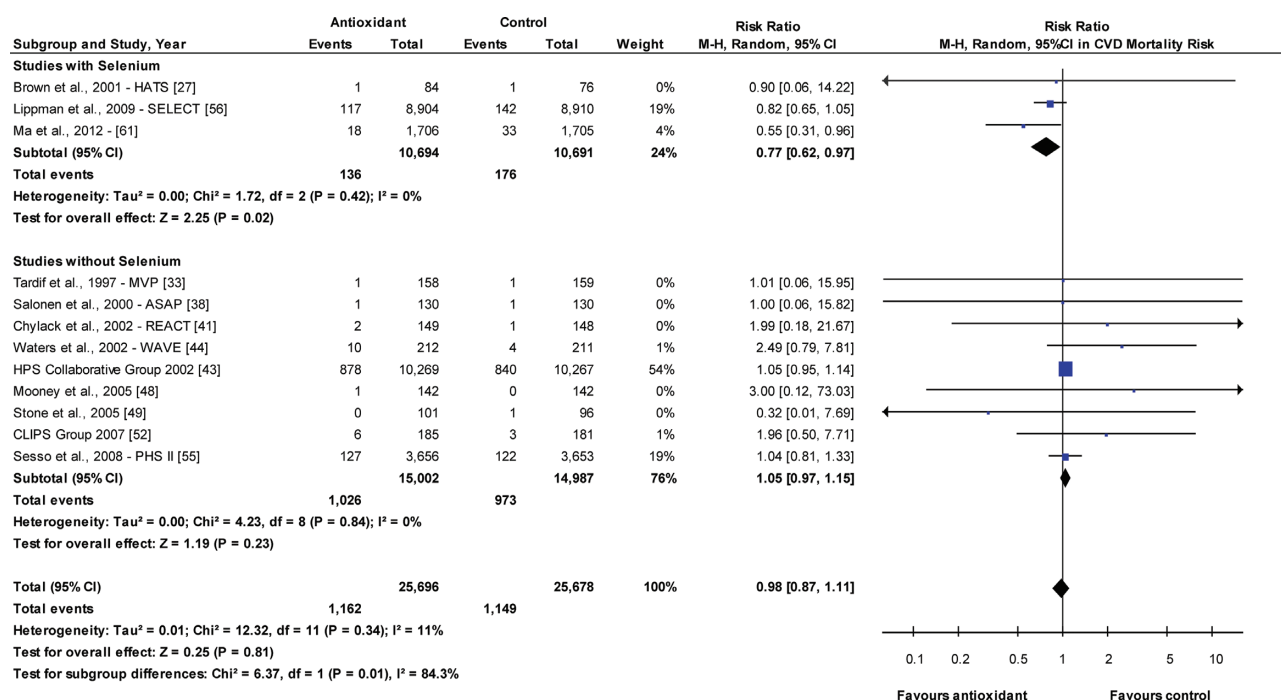 Antioxidant Control Risk Ratio Risk Ratio
Subgroup and Study, Year Events Total Events Total Weight M-H, Random, 95% CI M-H, Random, 95%CI in CVD Mortality Risk
Studies with Selenium
Brown et al., 2001 - HATS [27] 1 84 1 76 0% 0.90 [0.06, 14.22]
Lippman et al., 2009 - SELECT [56] 117 8,904 142 8,910 19% 0.82 [0.65, 1.05]
Ma et al., 2012 - [61] 18 1,706 33 1,705 4% 0.55 [0.31, 0.96]
Subtotal (95% CI) 10,694 10,691 24% 0.77 [0.62, 0.97]
Total events 136 176
Heterogeneity: Tau² = 0.00; Chi² = 1.72, df = 2 (P = 0.42); I² = 0%
Test for overall effect: Z = 2.25 (P = 0.02)
Studies without Selenium
Tardif et al., 1997 - MVP [33] 1 158 1 159 0% 1.01 [0.06, 15.95]
Salonen et al., 2000 - ASAP [38] 1 130 1 130 0% 1.00 [0.06, 15.82]
Chylack et al., 2002 - REACT [41] 2 149 1 148 0% 1.99 [0.18, 21.67]
Waters et al., 2002 - WAVE [44] 10 212 4 211 1% 2.49 [0.79, 7.81]
HPS Collaborative Group 2002 [43] 878 10,269 840 10,267 54% 1.05 [0.95, 1.14]
Mooney et al., 2005 [48] 1 142 0 142 0% 3.00 [0.12, 73.03]
Stone et al., 2005 [49] 0 101 1 96 0% 0.32 [0.01, 7.69]
CLIPS Group 2007 [52] 6 185 3 181 1% 1.96 [0.50, 7.71]
Sesso et al., 2008 - PHS II [55] 127 3,656 122 3,653 19% 1.04 [0.81, 1.33]
Subtotal (95% CI) 15,002 14,987 76% 1.05 [0.97, 1.15]
Total events 1,026 973
Heterogeneity: Tau² = 0.00; Chi² = 4.23, df = 8 (P = 0.84); I² = 0%
Test for overall effect: Z = 1.19 (P = 0.23)
Total (95% CI) 25,696 25,678 100% 0.98 [0.87, 1.11]
Total events 1,162 1,149
Heterogeneity: Tau² = 0.01; Chi² = 12.32, df = 11 (P = 0.34); I² = 11%
Test for overall effect: Z = 0.25 (P = 0.81)
Test for subgroup differences: Chi² = 6.37, df = 1 (P = 0.01), I² = 84.3%
0.1 0.2 0.5 1 2 5 10
Favours antioxidant Favours control